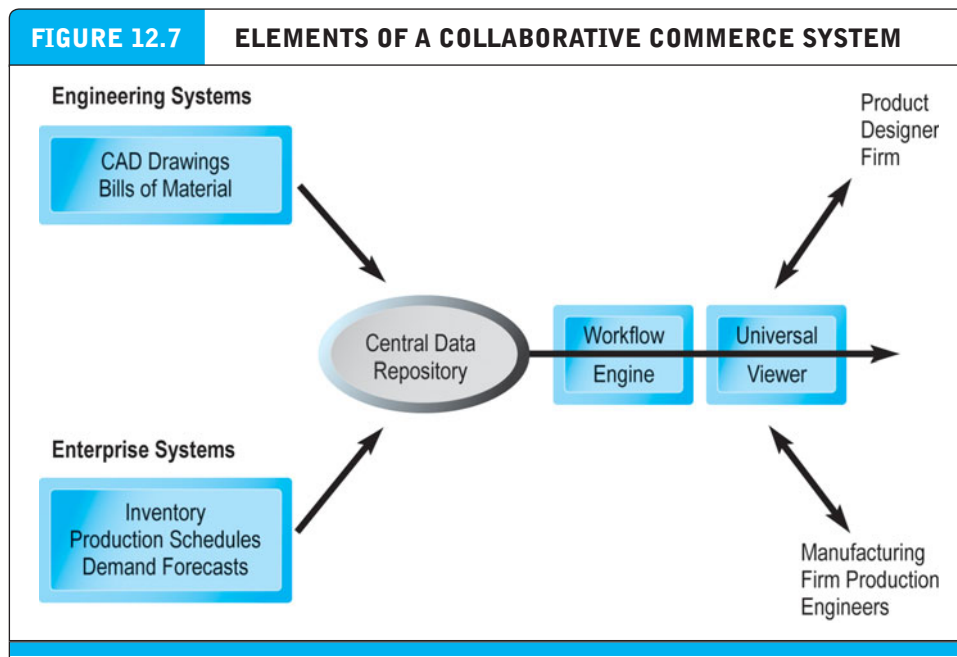 FIGURE 12.7 ELEMENTS OF A COLLABORATIVE COMMERCE SYSTEM
Engineering Systems
CAD Drawings
Bills of Material
Product
Designer
Firm
Central Data
Repository
Workflow
Engine
Universal
Viewer
Enterprise Systems
Inventory
Production Schedules
Demand Forecasts
Manufacturing
Firm Production
Engineers